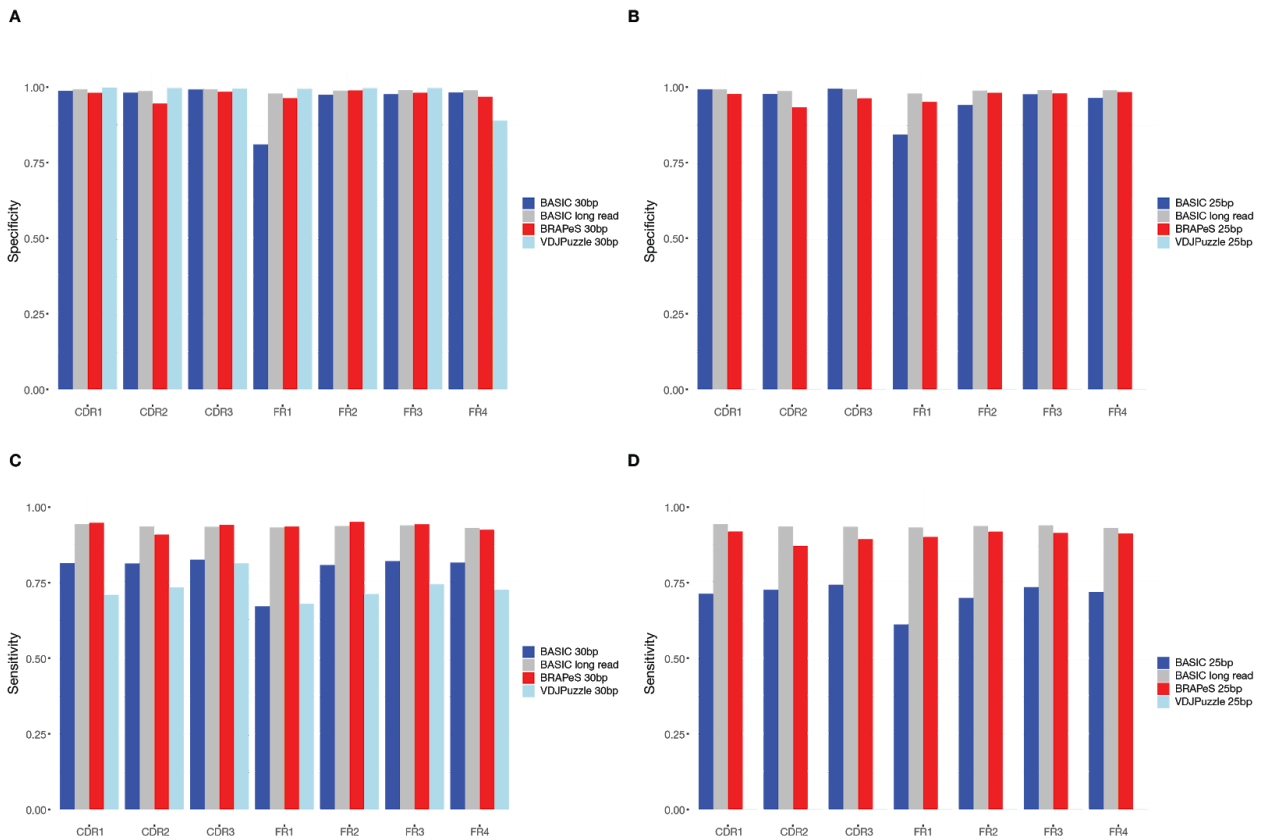 A
B
1.00
0.75
0.50
0.25
0.00
Specificity
CDR1 CDR2 CDR3 FR1 FR2 FR3 FR4
BASIC 30bp
BASIC long read
BRAPeS 30bp
VDJPuzzle 30bp
1.00
0.75
0.50
0.25
0.00
Specificity
CDR1 CDR2 CDR3 FR1 FR2 FR3 FR4
BASIC 25bp
BASIC long read
BRAPeS 25bp
VDJPuzzle 25bp
C
D
1.00
0.75
0.50
0.25
0.00
Sensitivity
CDR1 CDR2 CDR3 FR1 FR2 FR3 FR4
BASIC 30bp
BASIC long read
BRAPeS 30bp
VDJPuzzle 30bp
1.00
0.75
0.50
0.25
0.00
Sensitivity
CDR1 CDR2 CDR3 FR1 FR2 FR3 FR4
BASIC 25bp
BASIC long read
BRAPeS 25bp
VDJPuzzle 25bp